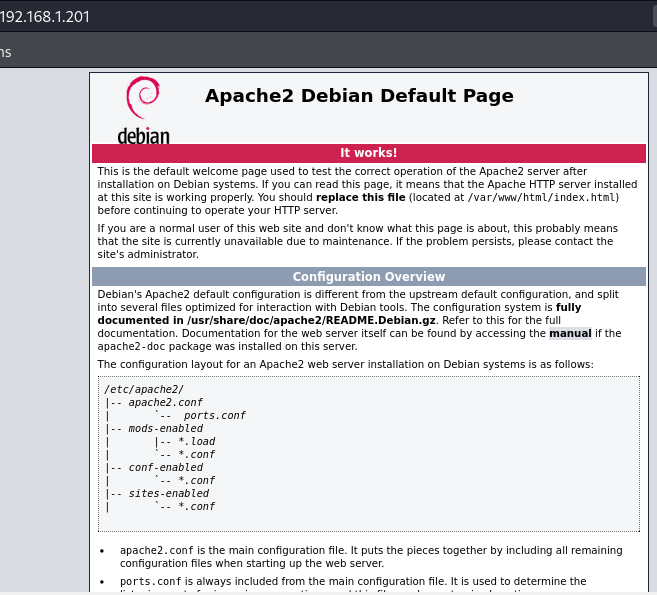 192.168.1.201
ns
Apache2 Debian Default Page
debian
It works!
This is the default welcome page used to test the correct operation of the Apache2 server after
installation on Debian systems. If you can read this page, it means that the Apache HTTP server installed
at this site is working properly. You should replace this file (located at /var/www/html/index.html)
before continuing to operate your HTTP server.
If you are a normal user of this web site and don't know what this page is about, this probably means
that the site is currently unavailable due to maintenance. If the problem persists, please contact the
site's administrator.
Configuration Overview
Debian's Apache2 default configuration is different from the upstream default configuration, and split
into several files optimized for interaction with Debian tools. The configuration system is fully
documented in /usr/share/doc/apache2/README.Debian.gz. Refer to this for the full
documentation. Documentation for the web server itself can be found by accessing the manual if the
apache2-doc package was installed on this server.
The configuration layout for an Apache2 web server installation on Debian systems is as follows:
/etc/apache2/
|-- apache2.conf
|       `--  ports.conf
|-- mods-enabled
|       |-- *.load
|       `-- *.conf
|-- conf-enabled
|       `-- *.conf
|-- sites-enabled
|       `-- *.conf
• apache2.conf is the main configuration file. It puts the pieces together by including all remaining
configuration files when starting up the web server.
• ports.conf is always included from the main configuration file. It is used to determine the